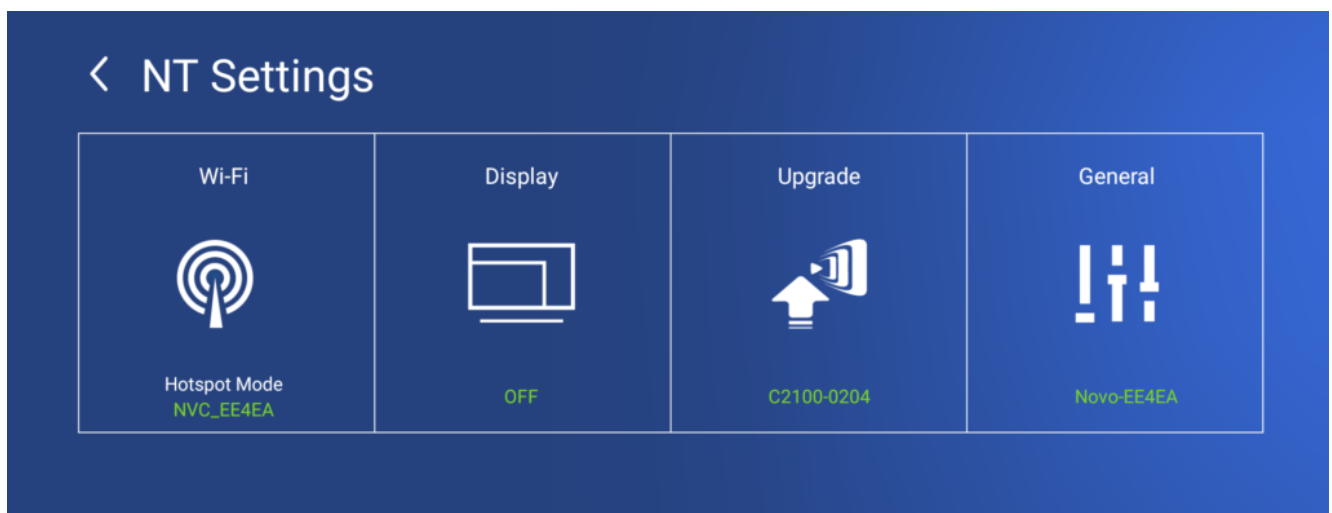 NT Settings
Wi-Fi
Hotspot Mode
NVC_EE4EA
Display
OFF
Upgrade
C2100-0204
General
Novo-EE4EA